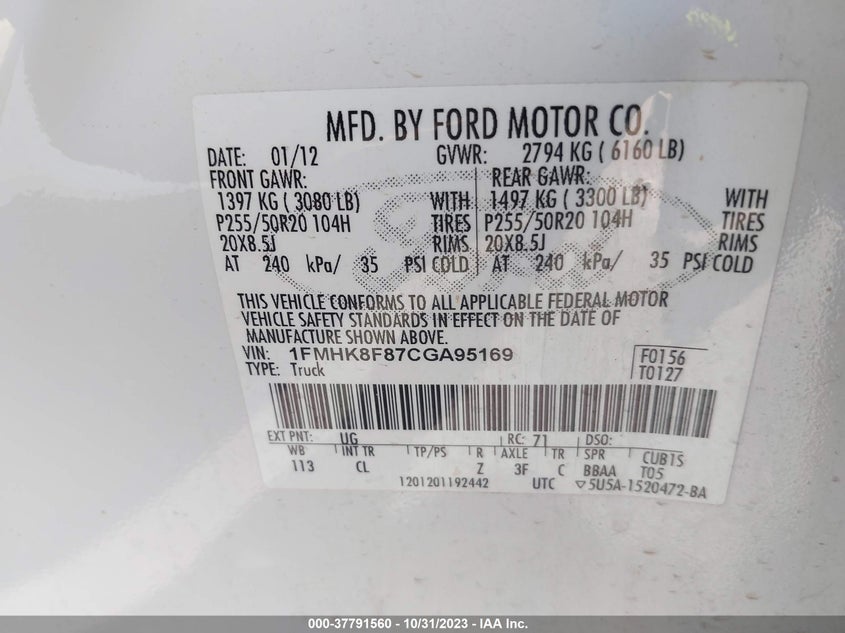 MFD. BY FORD MOTOR CO.
DATE: 01/12 GVWR: 2794 KG ( 6160 LB)
FRONT GAWR: REAR GAWR:
1397 KG ( 3080 LB) WITH 1497 KG ( 3300 LB) WITH
P255/50R20 104H TIRES P255/50R20 104H TIRES
20X8.5J RIMS 20X8.5J RIMS
AT 240 kPa/ 35 PSI COLD AT 240 kPa/ 35 PSI COLD
THIS VEHICLE CONFORMS TO ALL APPLICABLE FEDERAL MOTOR
VEHICLE SAFETY STANDARDS IN EFFECT ON THE DATE OF
MANUFACTURE SHOWN ABOVE.
VIN: 1FMHK8F87CGA95169 F0156
TYPE: Truck T0127
EXT PNT: UG RC: 71 DSO:
WB INT TR TP/PS R AXLE TR SPR CUB1S
113 CL Z 3F C BBAA T05
1201201192442 UTC ▽5U5A-1520472-BA
000-37791560 - 10/31/2023 - IAA Inc.